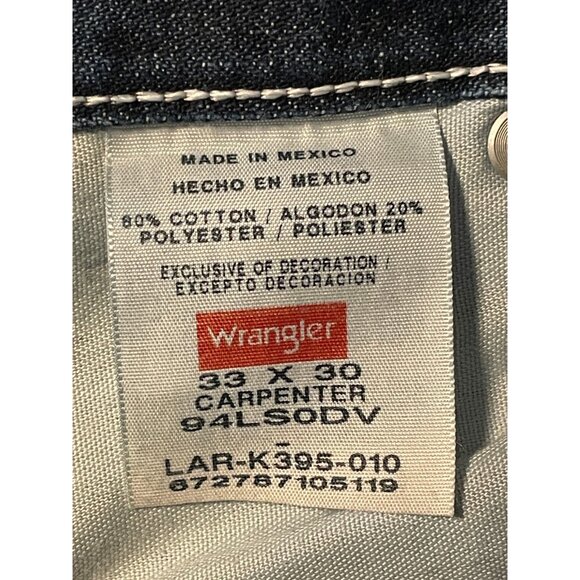 MADE IN MEXICO
HECHO EN MEXICO
80% COTTON / ALGODON 20%
POLYESTER / POLIESTER
EXCLUSIVE OF DECORATION /
EXCEPTO DECORACION
Wrangler
33 X 30
CARPENTER
94LSODV
-
LAR-K395-010
672787105119